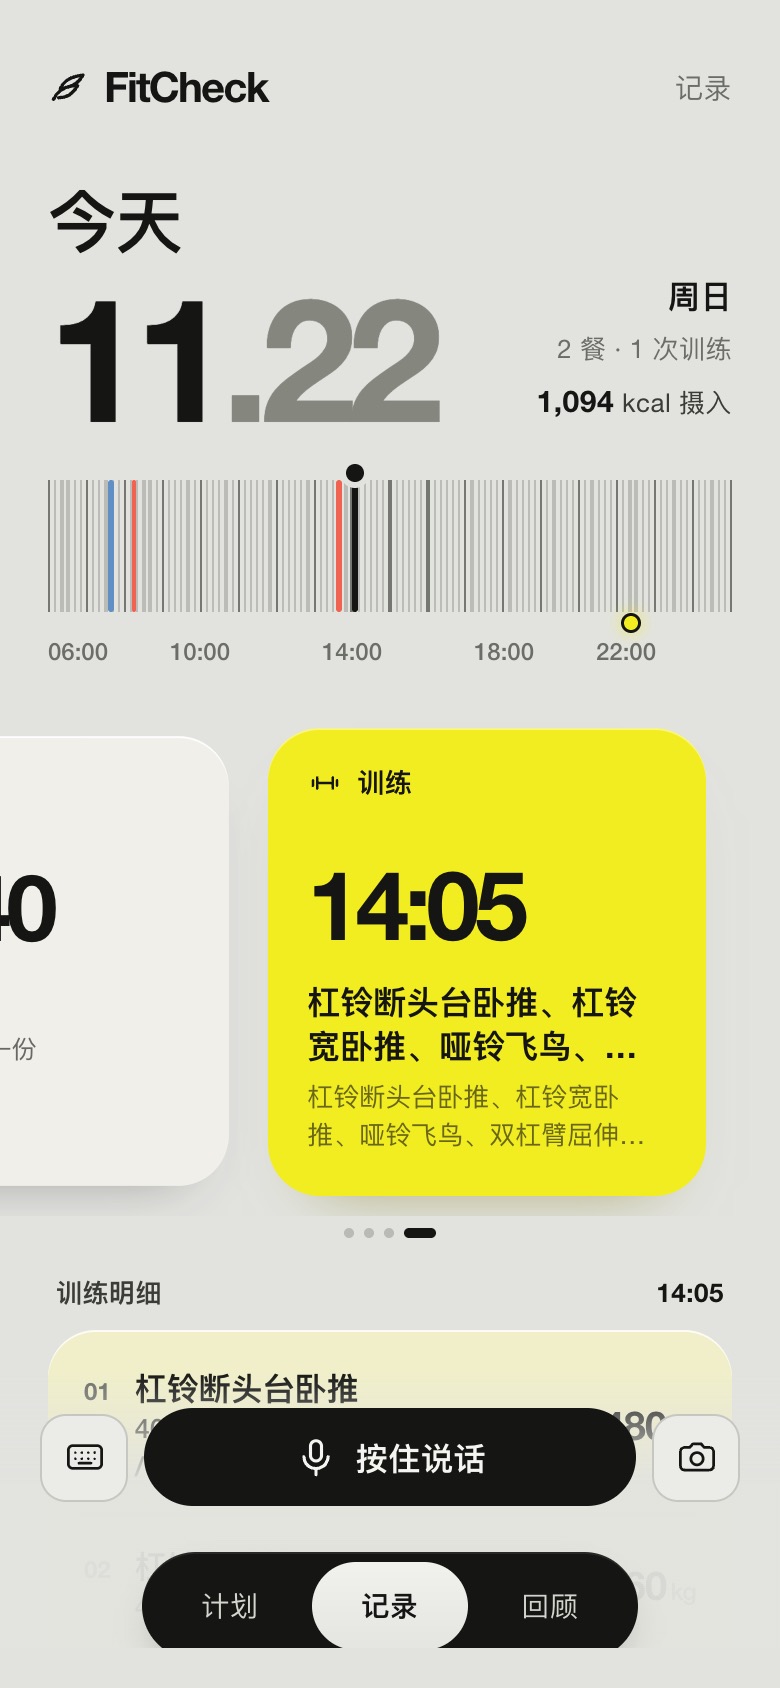 FitCheck
记录
今天
11.22
周日
2 餐 · 1 次训练
1,094 kcal 摄入
06:00 10:00 14:00 18:00 22:00
训练
14:05
杠铃断头台卧推、杠铃
宽卧推、哑铃飞鸟、...
杠铃断头台卧推、杠铃宽卧
推、哑铃飞鸟、双杠臂屈伸...
40
一份
训练明细
14:05
01 杠铃断头台卧推
按住说话
02
kg
计划
记录
回顾